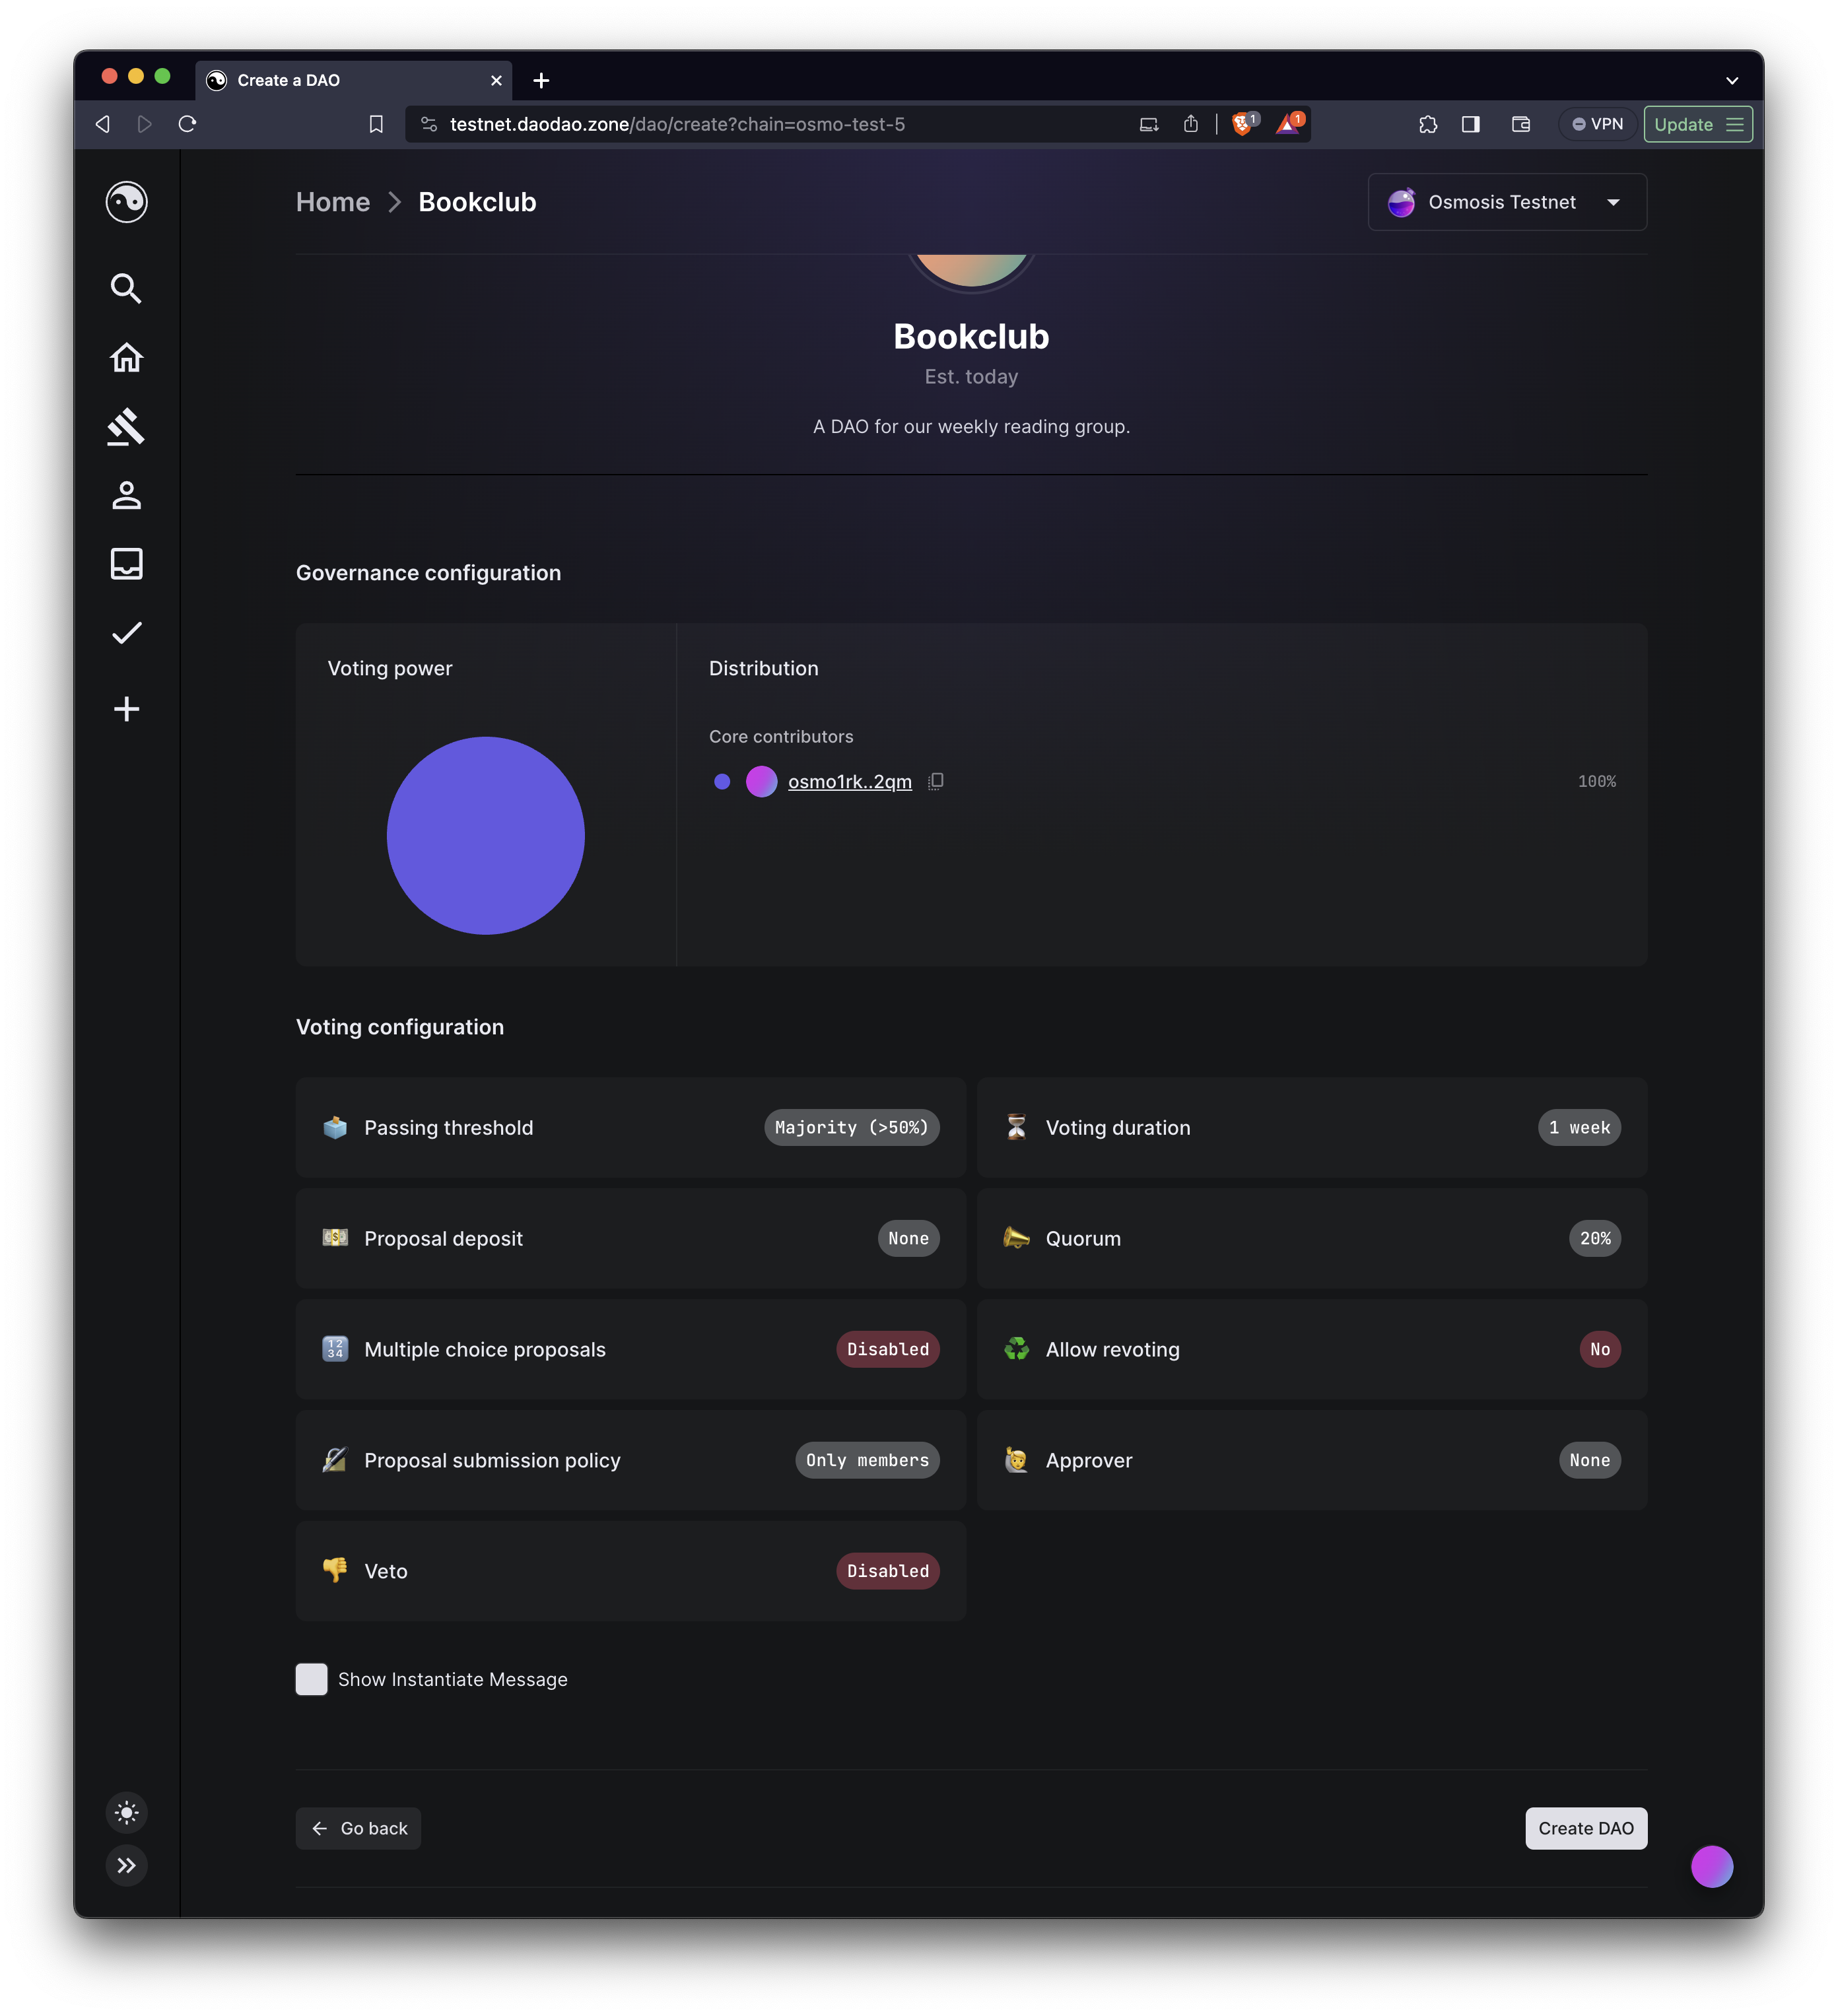 Create a DAO
testnet.daodao.zone/dao/create?chain=osmo-test-5
1
1
VPN
Update
Home
Bookclub
Osmosis Testnet
Bookclub
Est. today
A DAO for our weekly reading group.
Governance configuration
Voting power
Distribution
Core contributors
osmo1rk..2qm
100%
Voting configuration
Passing threshold
Majority (>50%)
Voting duration
1 week
Proposal deposit
None
Quorum
20%
Multiple choice proposals
Disabled
Allow revoting
No
Proposal submission policy
Only members
Approver
None
Veto
Disabled
Show Instantiate Message
Go back
Create DAO